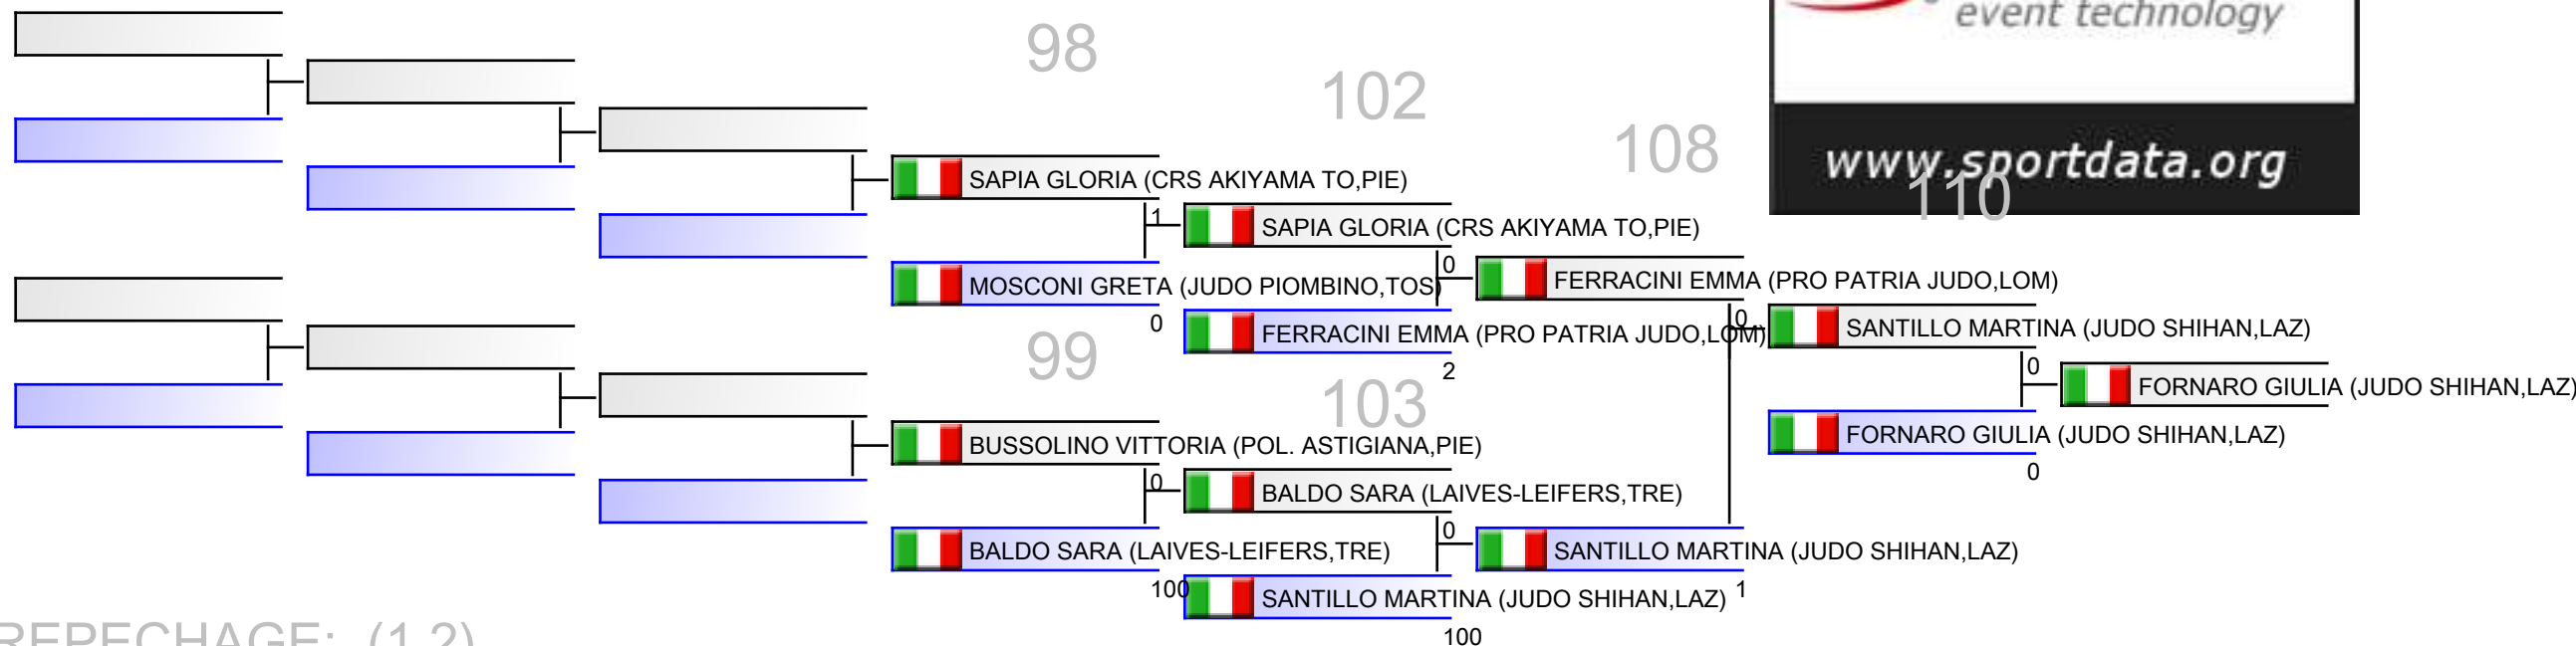 event technology
98
102
108
www.sportdata.org
110
SAPIA GLORIA (CRS AKIYAMA TO,PIE)
1
SAPIA GLORIA (CRS AKIYAMA TO,PIE)
0
MOSCONI GRETA (JUDO PIOMBINO,TOS)
FERRACINI EMMA (PRO PATRIA JUDO,LOM)
0
0
FERRACINI EMMA (PRO PATRIA JUDO,LOM)
SANTILLO MARTINA (JUDO SHIHAN,LAZ)
99
2
0
FORNARO GIULIA (JUDO SHIHAN,LAZ)
103
FORNARO GIULIA (JUDO SHIHAN,LAZ)
0
BUSSOLINO VITTORIA (POL. ASTIGIANA,PIE)
0
BALDO SARA (LAIVES-LEIFERS,TRE)
0
BALDO SARA (LAIVES-LEIFERS,TRE)
SANTILLO MARTINA (JUDO SHIHAN,LAZ)
100
SANTILLO MARTINA (JUDO SHIHAN,LAZ)
1
100
REPECHAGE: (1,2)